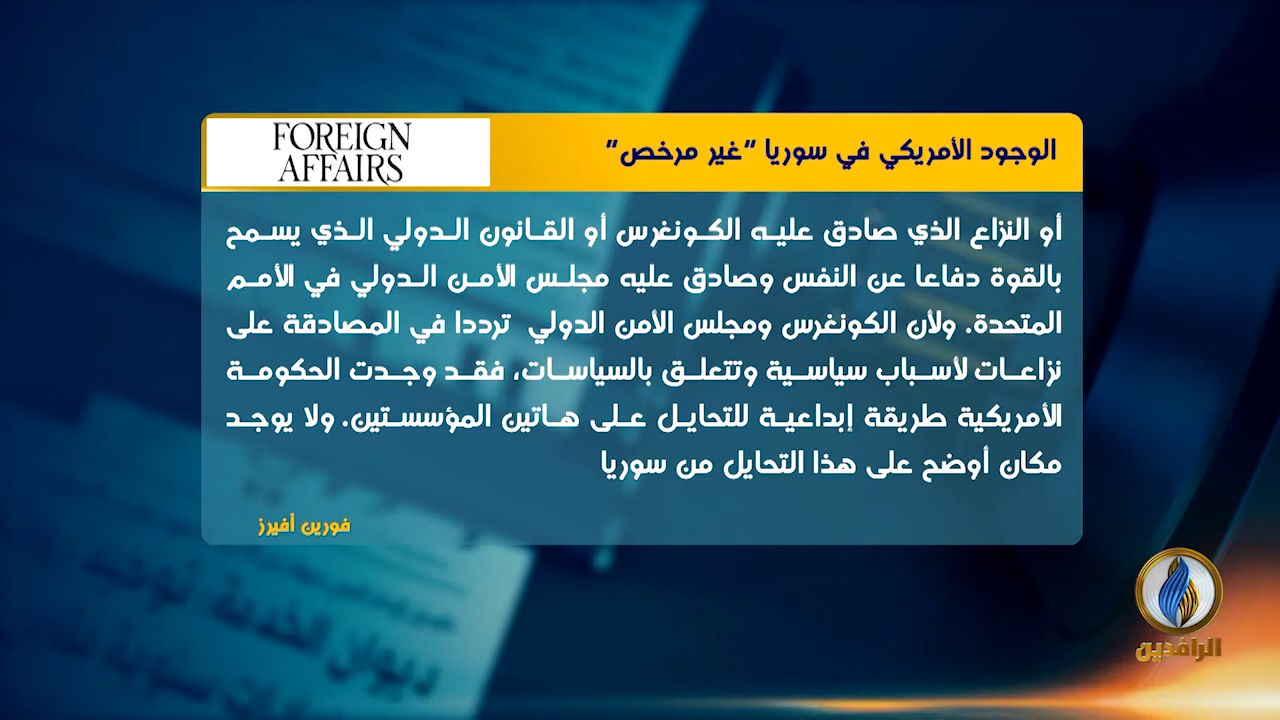 الوجود الأمريكي في سوريا “غير مرخص”
FOREIGN
AFFAIRS
أو النزاع الذي صادق عليه الكونغرس أو القانون الدولي الذي يسمح
بالقوة دفاعا عن النفس وصادق عليه مجلس الأمن الدولي في الأمم
المتحدة. ولأن الكونغرس ومجلس الأمن الدولي ترددا في المصادقة على
نزاعات لأسباب سياسية وتتعلق بالسياسات، فقد وجدت الحكومة
الأمريكية طريقة إبداعية للتحايل على هاتين المؤسستين. ولا يوجد
مكان أوضح على هذا التحايل من سوريا
فورين أفيرز
الرافدين
ديوان الخدمة: توحيد